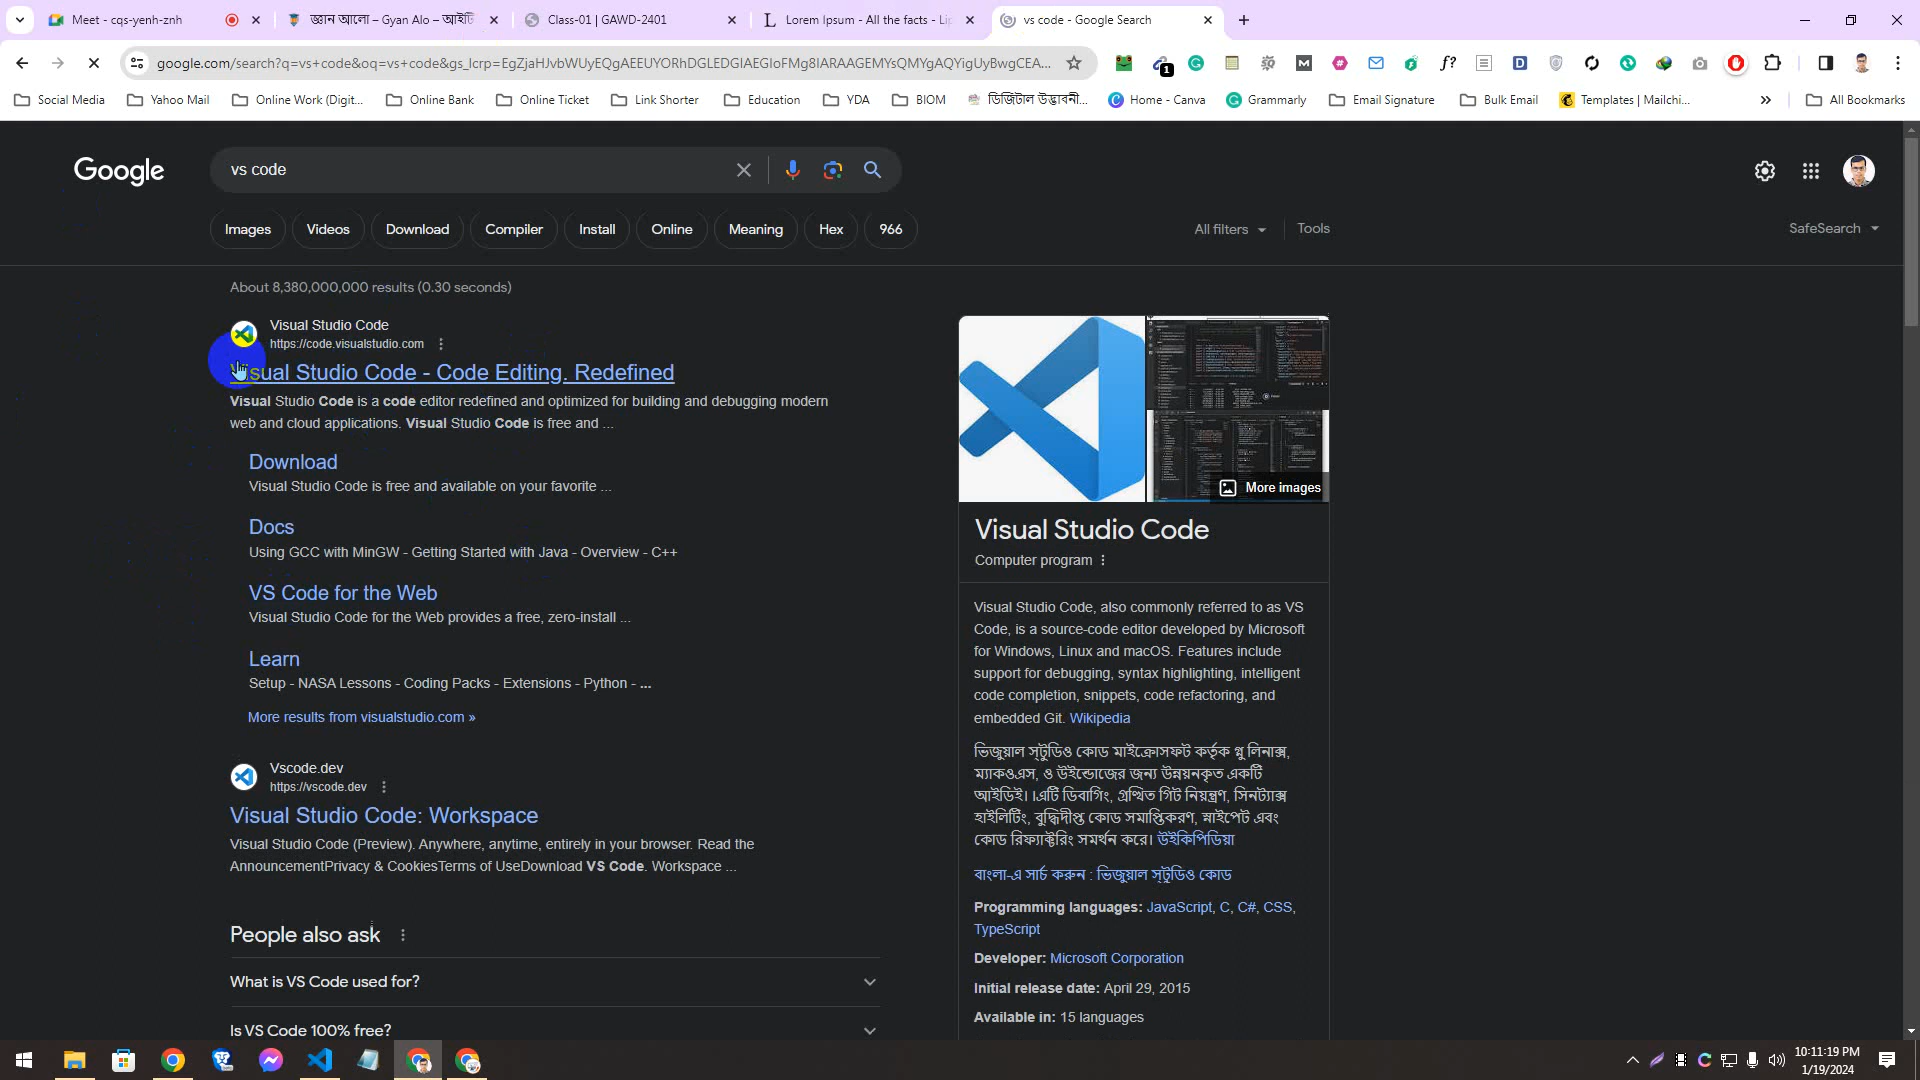 Meet - cqs-yenh-znh
জ্ঞান আলো – Gyan Alo – আইটি
Class-01 | GAWD-2401
Lorem Ipsum - All the facts - Lip
vs code - Google Search
google.com/search?q=vs+code&oq=vs+code&gs_lcrp=EgZjaHJvbWUyEQgAEEUYORhDGLEDGIAEGIoFMg8IARAAGEMYsQMYgAQYigUyBwgCEA...
1
Social Media
Yahoo Mail
Online Work (Digit...
Online Bank
Online Ticket
Link Shorter
Education
YDA
BIOM
ডিজিটাল উদ্ভাবনী...
Home - Canva
Grammarly
Email Signature
Bulk Email
Templates | Mailchi...
All Bookmarks
Google
vs code
Images
Videos
Download
Compiler
Install
Online
Meaning
Hex
966
All filters
Tools
SafeSearch
About 8,380,000,000 results (0.30 seconds)
Visual Studio Code
https://code.visualstudio.com
Visual Studio Code - Code Editing. Redefined
Visual Studio Code is a code editor redefined and optimized for building and debugging modern
web and cloud applications. Visual Studio Code is free and ...
Download
Visual Studio Code is free and available on your favorite ...
Docs
Using GCC with MinGW - Getting Started with Java - Overview - C++
VS Code for the Web
Visual Studio Code for the Web provides a free, zero-install ...
Learn
Setup - NASA Lessons - Coding Packs - Extensions - Python - ...
More results from visualstudio.com »
Vscode.dev
https://vscode.dev
Visual Studio Code: Workspace
Visual Studio Code (Preview). Anywhere, anytime, entirely in your browser. Read the
AnnouncementPrivacy & CookiesTerms of UseDownload VS Code. Workspace ...
People also ask
What is VS Code used for?
Is VS Code 100% free?
More images
Visual Studio Code
Computer program
Visual Studio Code, also commonly referred to as VS
Code, is a source-code editor developed by Microsoft
for Windows, Linux and macOS. Features include
support for debugging, syntax highlighting, intelligent
code completion, snippets, code refactoring, and
embedded Git. Wikipedia
ভিজুয়াল স্টুডিও কোড মাইক্রোসফট কর্তৃক গ্নু লিনাক্স,
ম্যাকওএস, ও উইন্ডোজের জন্য উন্নয়নকৃত একটি
আইডিই। ।এটি ডিবাগিং, গ্রন্থিত গিট নিয়ন্ত্রণ, সিনট্যাক্স
হাইলিটিং, বুদ্ধিদীপ্ত কোড সমাপ্তিকরণ, স্নাইপেট এবং
কোড রিফ্যাক্টরিং সমর্থন করে। উইকিপিডিয়া
বাংলা-এ সার্চ করুন : ভিজুয়াল স্টুডিও কোড
Programming languages: JavaScript, C, C#, CSS,
TypeScript
Developer: Microsoft Corporation
Initial release date: April 29, 2015
Available in: 15 languages
10:11:19 PM
1/19/2024